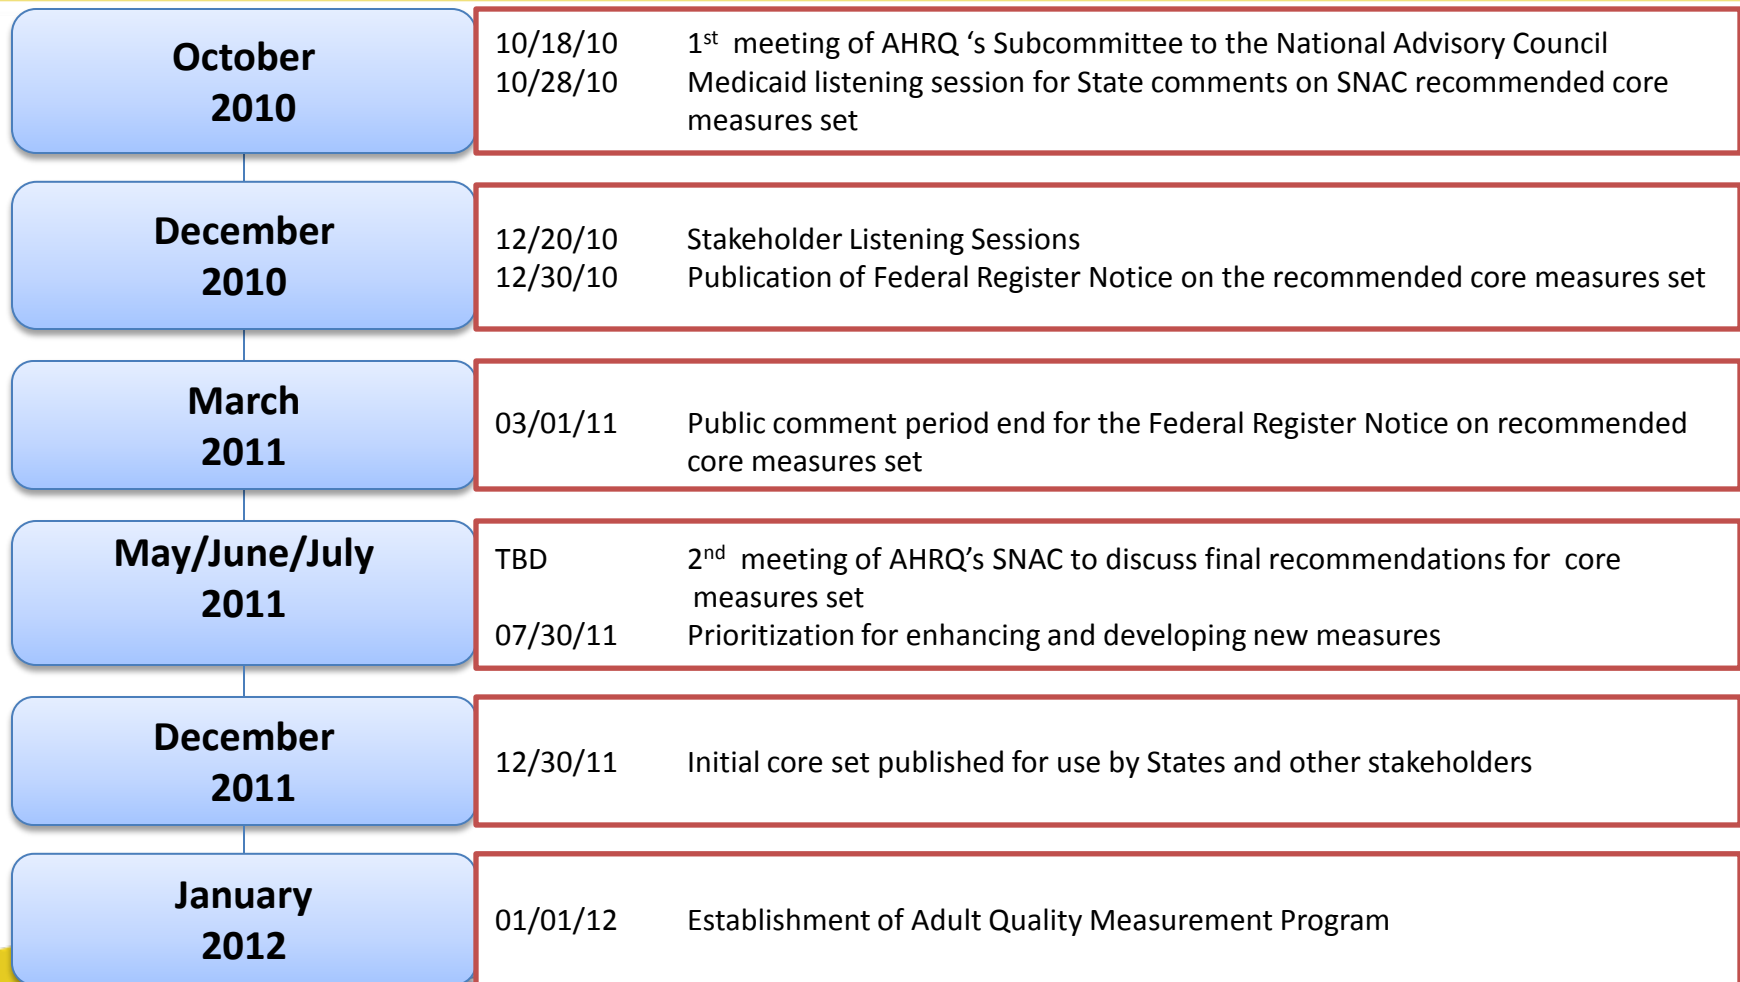 October
2010
10/18/10 1st meeting of AHRQ ‘s Subcommittee to the National Advisory Council
10/28/10 Medicaid listening session for State comments on SNAC recommended core
measures set
December
2010
12/20/10 Stakeholder Listening Sessions
12/30/10 Publication of Federal Register Notice on the recommended core measures set
March
2011
03/01/11 Public comment period end for the Federal Register Notice on recommended
core measures set
May/June/July
2011
TBD 2nd meeting of AHRQ’s SNAC to discuss final recommendations for core
measures set
07/30/11 Prioritization for enhancing and developing new measures
December
2011
12/30/11 Initial core set published for use by States and other stakeholders
January
2012
01/01/12 Establishment of Adult Quality Measurement Program